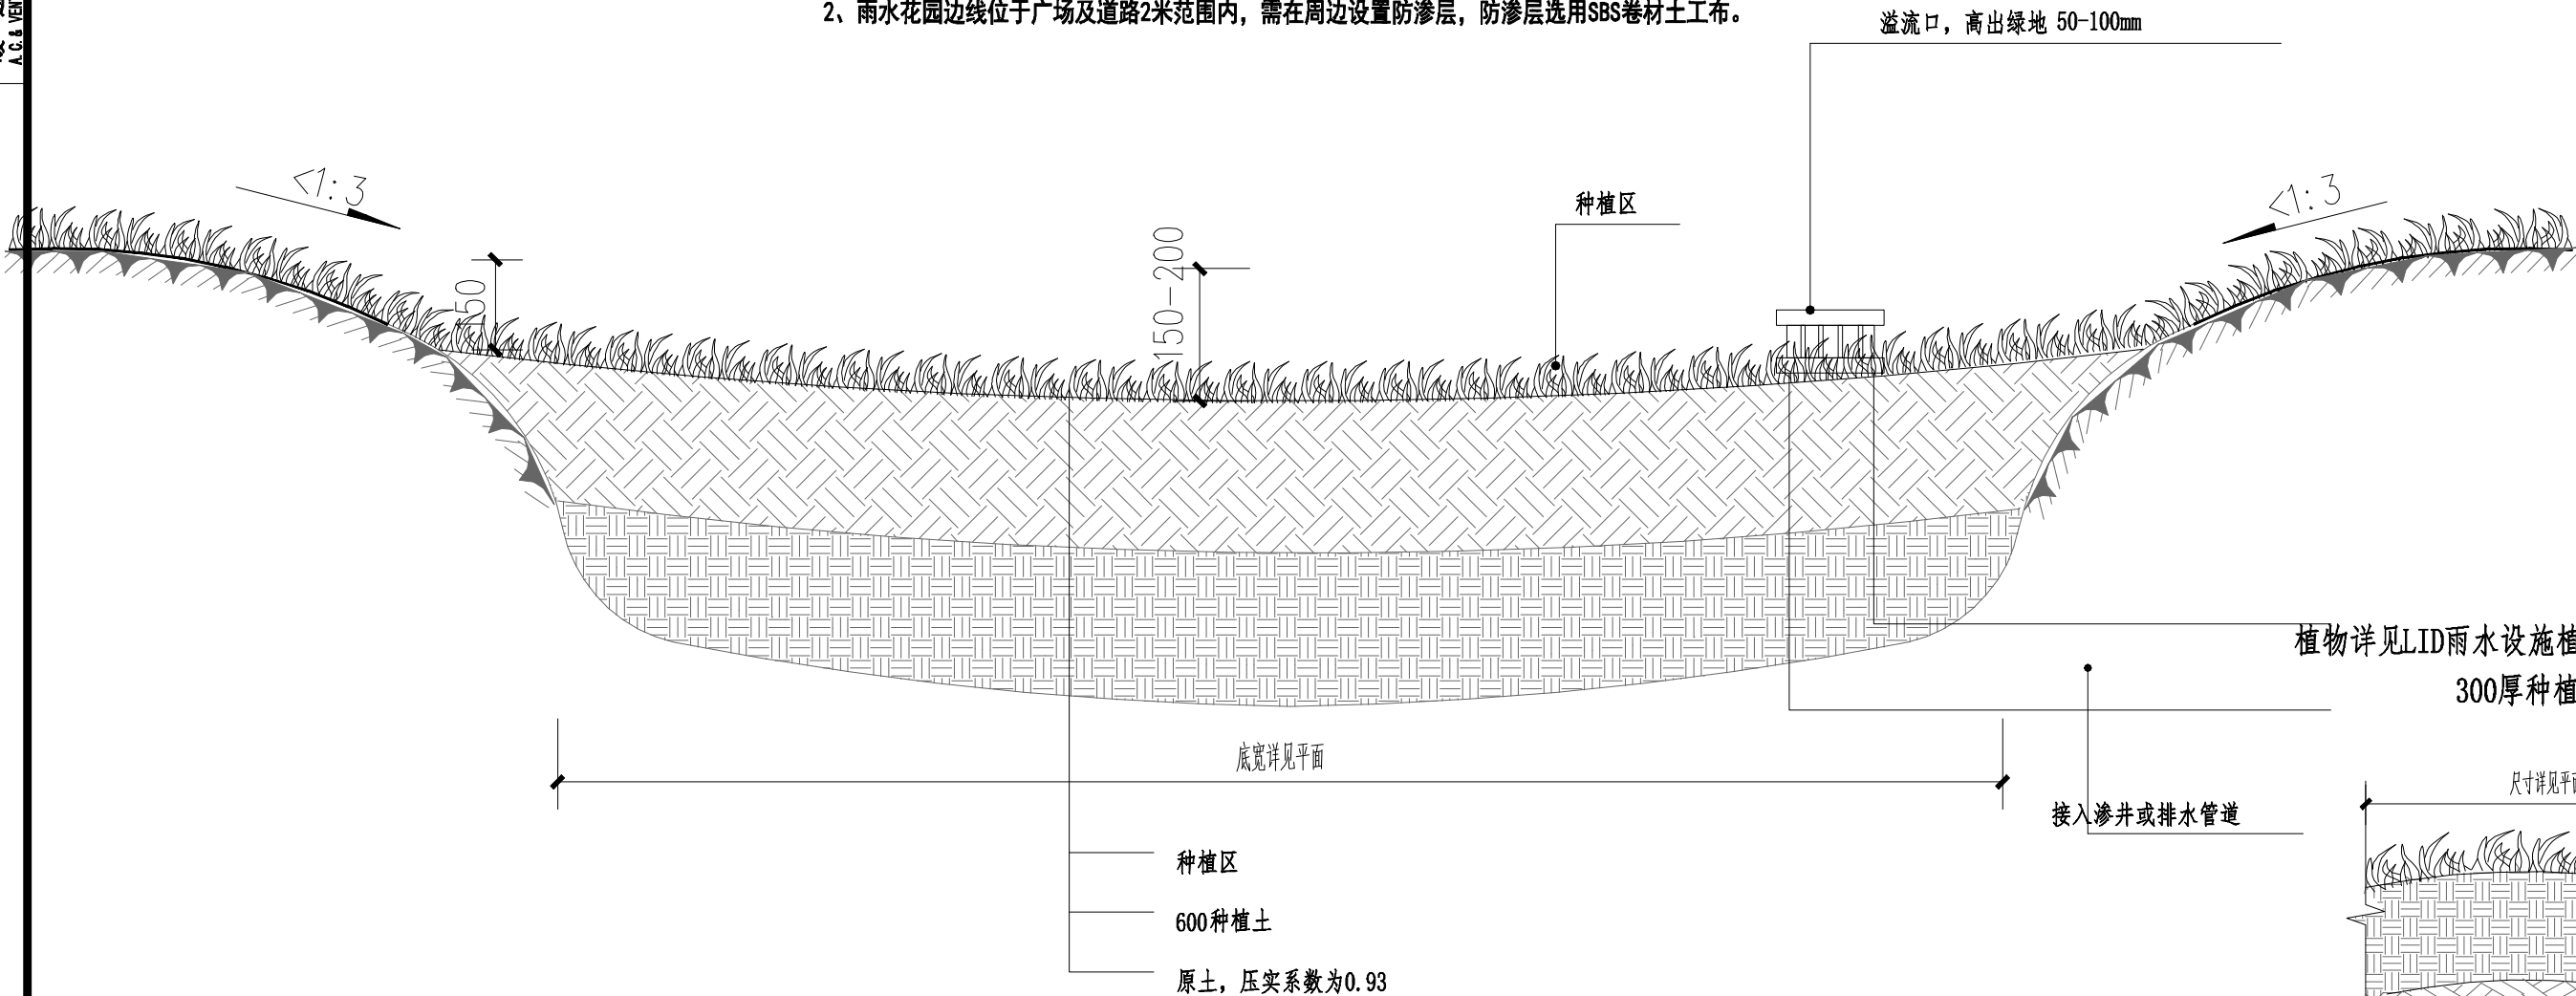 A.C.& VEN
2、雨水花园边线位于广场及道路2米范围内，需在周边设置防渗层，防渗层选用SBS卷材土工布。
溢流口，高出绿地 50-100mm
<1:3
<1:3
种植区
150-200
植物详见LID雨水设施植
300厚种植
底宽详见平面
尺寸详见平面
接入渗井或排水管道
种植区
600种植土
原土，压实系数为0.93